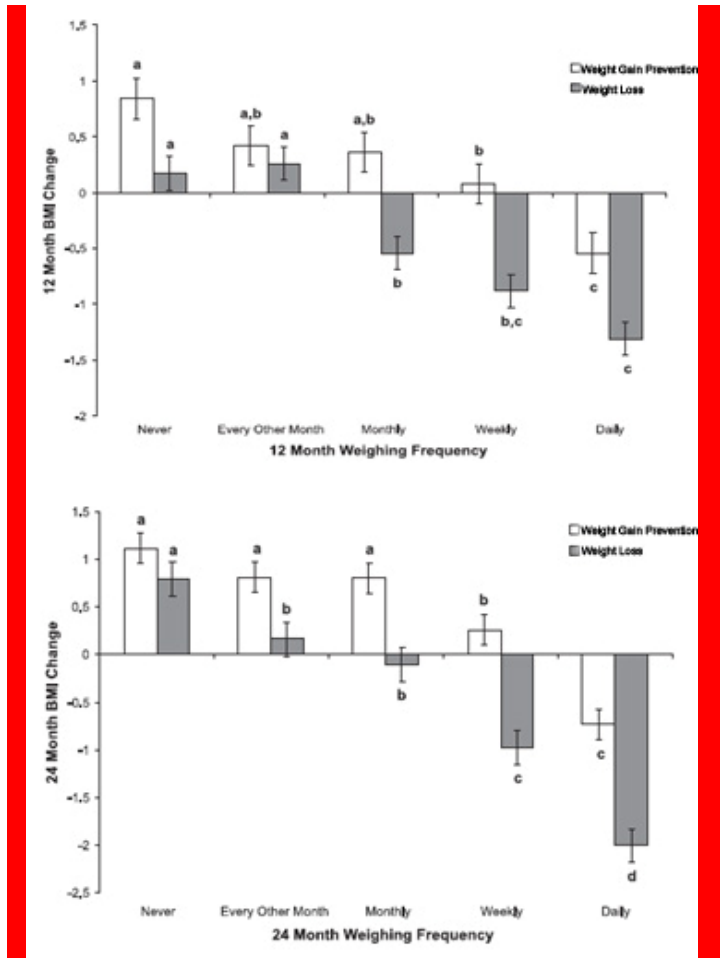 1.5
a
1
Weight Gain Prevention
Weight Loss
a,b
a,b
a
a
0.5
b
0
12 Month BMI Change
-0.5
b
c
-1
b,c
-1.5
c
-2
Never Every Other Month Monthly Weekly Daily
12 Month Weighing Frequency
1.5
a
Weight Gain Prevention
a
a
a
Weight Loss
1
b
b
0.5
0
24 Month BMI Change
b
-0.5
c
-1
c
-1.5
-2
d
-2.5
Never Every Other Month Monthly Weekly Daily
24 Month Weighing Frequency